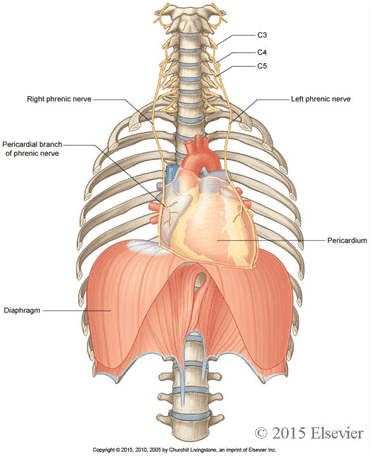 C3
C4
C5
Right phrenic nerve
Left phrenic nerve
Pericardial branch
of phrenic nerve
Pericardium
Diaphragm
© 2015 Elsevier
Copyright © 2015, 2010, 2005 by Churchill Livingstone, an imprint of Elsevier Inc.